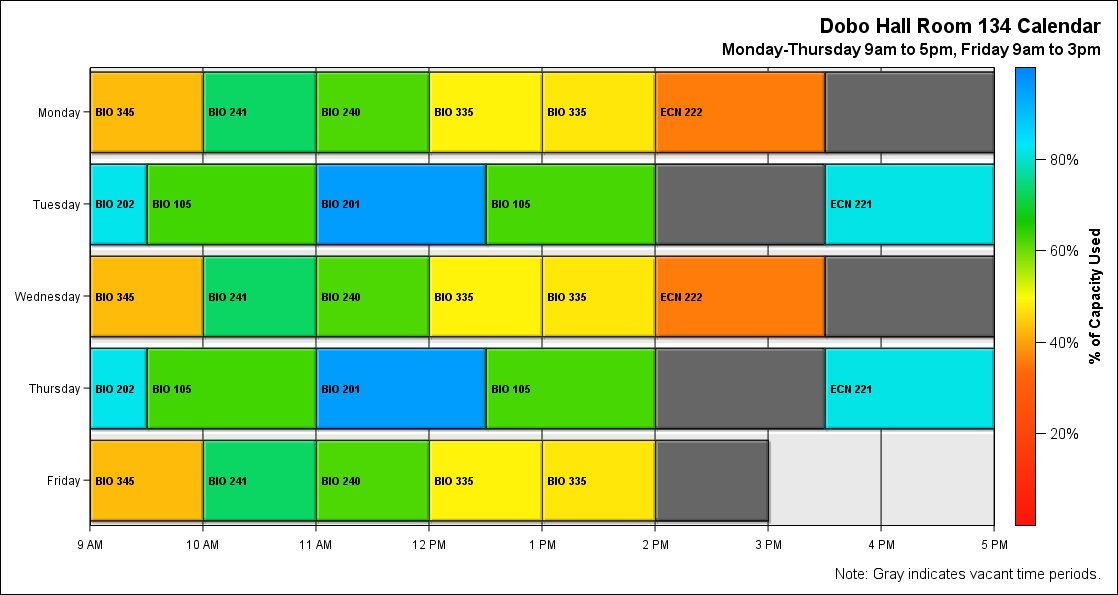 Dobo Hall Room 134 Calendar
Monday-Thursday 9am to 5pm, Friday 9am to 3pm
Monday
BIO 345
BIO 241
BIO 240
BIO 335
BIO 335
ECN 222
Tuesday
BIO 202
BIO 105
BIO 201
BIO 105
ECN 221
Wednesday
BIO 345
BIO 241
BIO 240
BIO 335
BIO 335
ECN 222
Thursday
BIO 202
BIO 105
BIO 201
BIO 105
ECN 221
Friday
BIO 345
BIO 241
BIO 240
BIO 335
BIO 335
9 AM
10 AM
11 AM
12 PM
1 PM
2 PM
3 PM
4 PM
5 PM
80%
60%
40%
20%
% of Capacity Used
Note: Gray indicates vacant time periods.